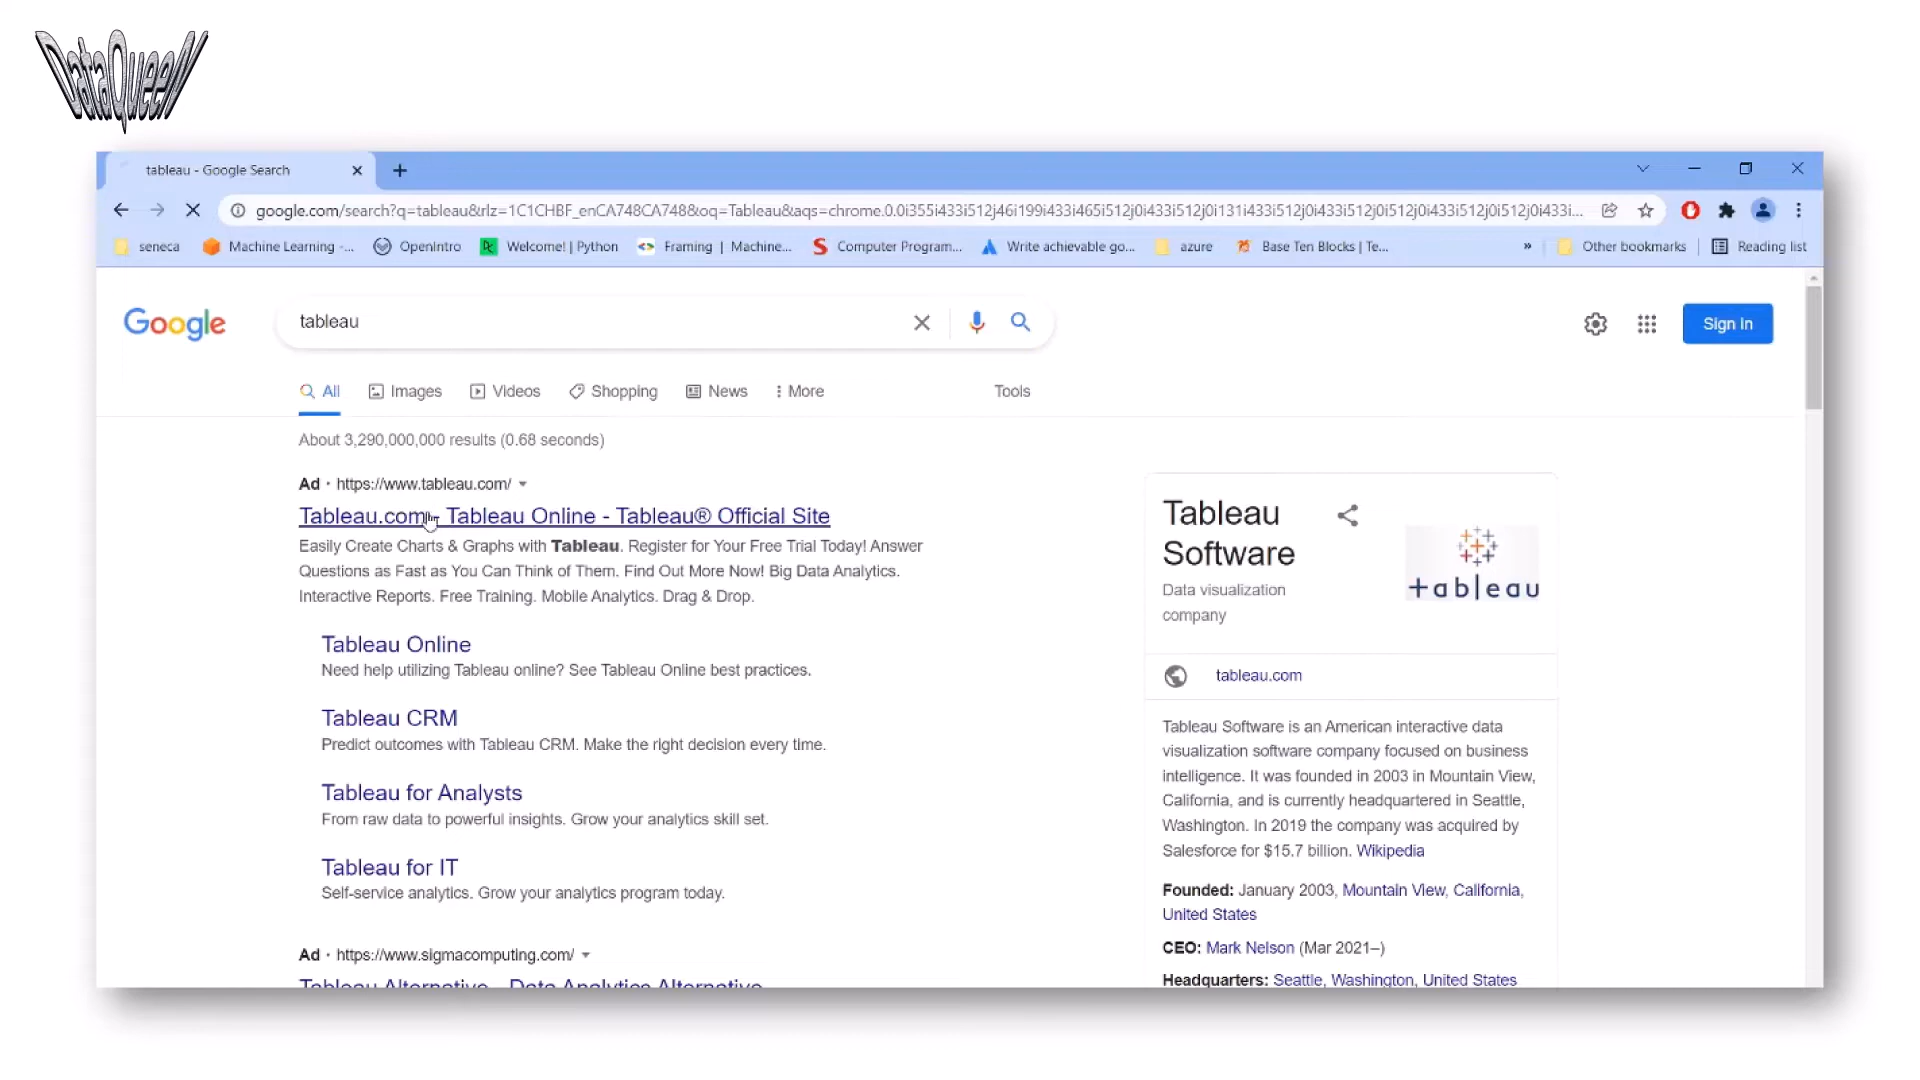 DataQueeN
tableau - Google Search
google.com/search?q=tableau&rlz=1C1CHBF_enCA748CA748&oq=Tableau&aqs=chrome.0.0i355i433i512j46i199i433i465i512j0i433i512j0i131i433i512j0i433i512j0i512j0i433i512j0i512j0i433i...
seneca
Machine Learning -...
OpenIntro
Welcome! | Python
Framing | Machine...
Computer Program...
Write achievable go...
azure
Base Ten Blocks | Te...
»
Other bookmarks
Reading list
Google
tableau
Sign in
All
Images
Videos
Shopping
News
More
Tools
About 3,290,000,000 results (0.68 seconds)
Ad · https://www.tableau.com/
Tableau.com - Tableau Online - Tableau® Official Site
Easily Create Charts & Graphs with Tableau. Register for Your Free Trial Today! Answer
Questions as Fast as You Can Think of Them. Find Out More Now! Big Data Analytics.
Interactive Reports. Free Training. Mobile Analytics. Drag & Drop.
Tableau Online
Need help utilizing Tableau online? See Tableau Online best practices.
Tableau CRM
Predict outcomes with Tableau CRM. Make the right decision every time.
Tableau for Analysts
From raw data to powerful insights. Grow your analytics skill set.
Tableau for IT
Self-service analytics. Grow your analytics program today.
Ad · https://www.sigmacomputing.com/
Tableau Alternative - Data Analytics Alternative
Tableau
Software
Data visualization
company
+ableau
tableau.com
Tableau Software is an American interactive data
visualization software company focused on business
intelligence. It was founded in 2003 in Mountain View,
California, and is currently headquartered in Seattle,
Washington. In 2019 the company was acquired by
Salesforce for $15.7 billion. Wikipedia
Founded: January 2003, Mountain View, California,
United States
CEO: Mark Nelson (Mar 2021–)
Headquarters: Seattle, Washington, United States